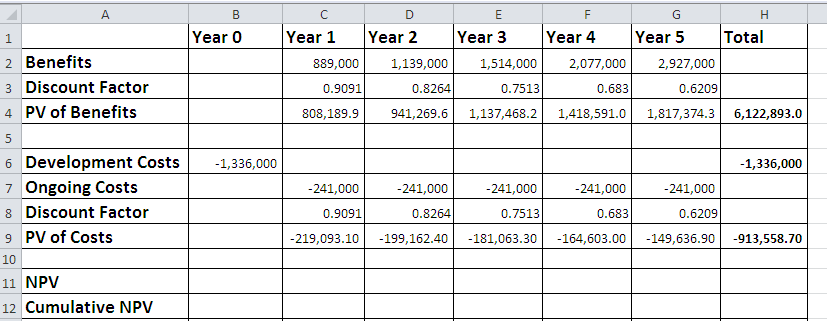 A B C D E F G H
1 Year 0 Year 1 Year 2 Year 3 Year 4 Year 5 Total
2 Benefits 889,000 1,139,000 1,514,000 2,077,000 2,927,000
3 Discount Factor 0.9091 0.8264 0.7513 0.683 0.6209
4 PV of Benefits 808,189.9 941,269.6 1,137,468.2 1,418,591.0 1,817,374.3 6,122,893.0
5
6 Development Costs -1,336,000 -1,336,000
7 Ongoing Costs -241,000 -241,000 -241,000 -241,000 -241,000
8 Discount Factor 0.9091 0.8264 0.7513 0.683 0.6209
9 PV of Costs -219,093.10 -199,162.40 -181,063.30 -164,603.00 -149,636.90 -913,558.70
10
11 NPV
12 Cumulative NPV